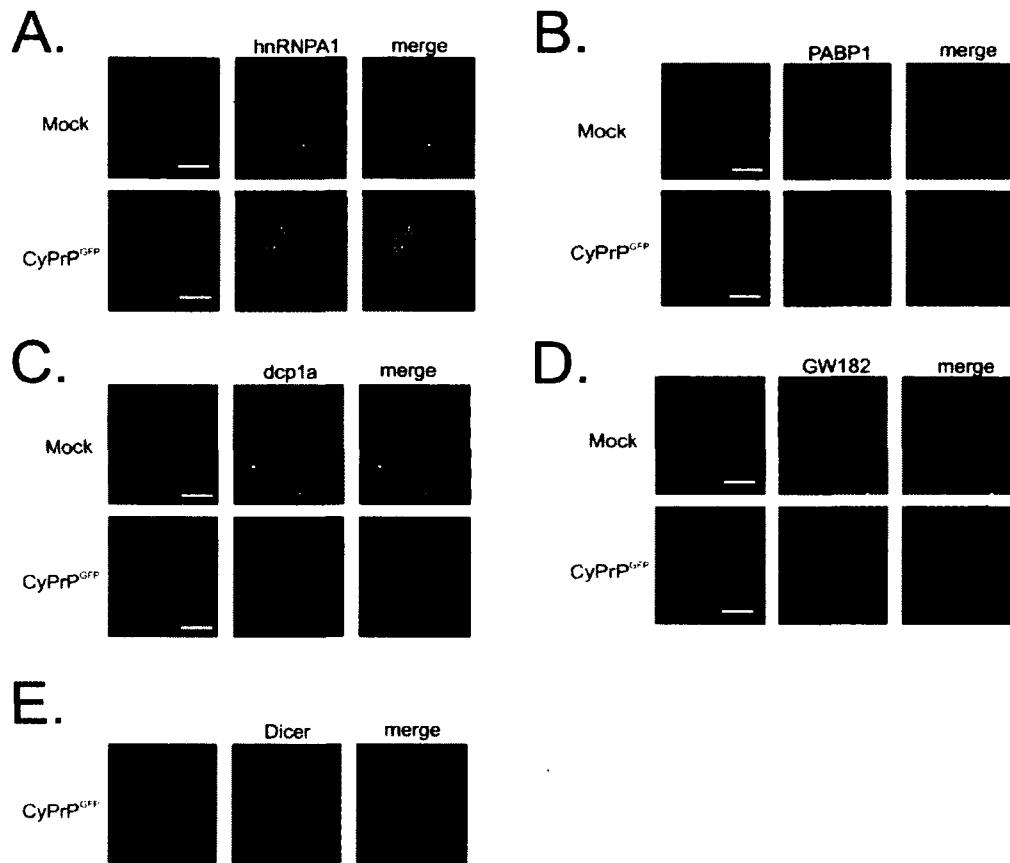 A.
hnRNPA1 merge
Mock
CyPrP^GFP
B.
PABP1 merge
Mock
CyPrP^GFP
C.
dcp1a merge
Mock
CyPrP^GFP
D.
GW182 merge
Mock
CyPrP^GFP
E.
Dicer merge
CyPrP^GFP